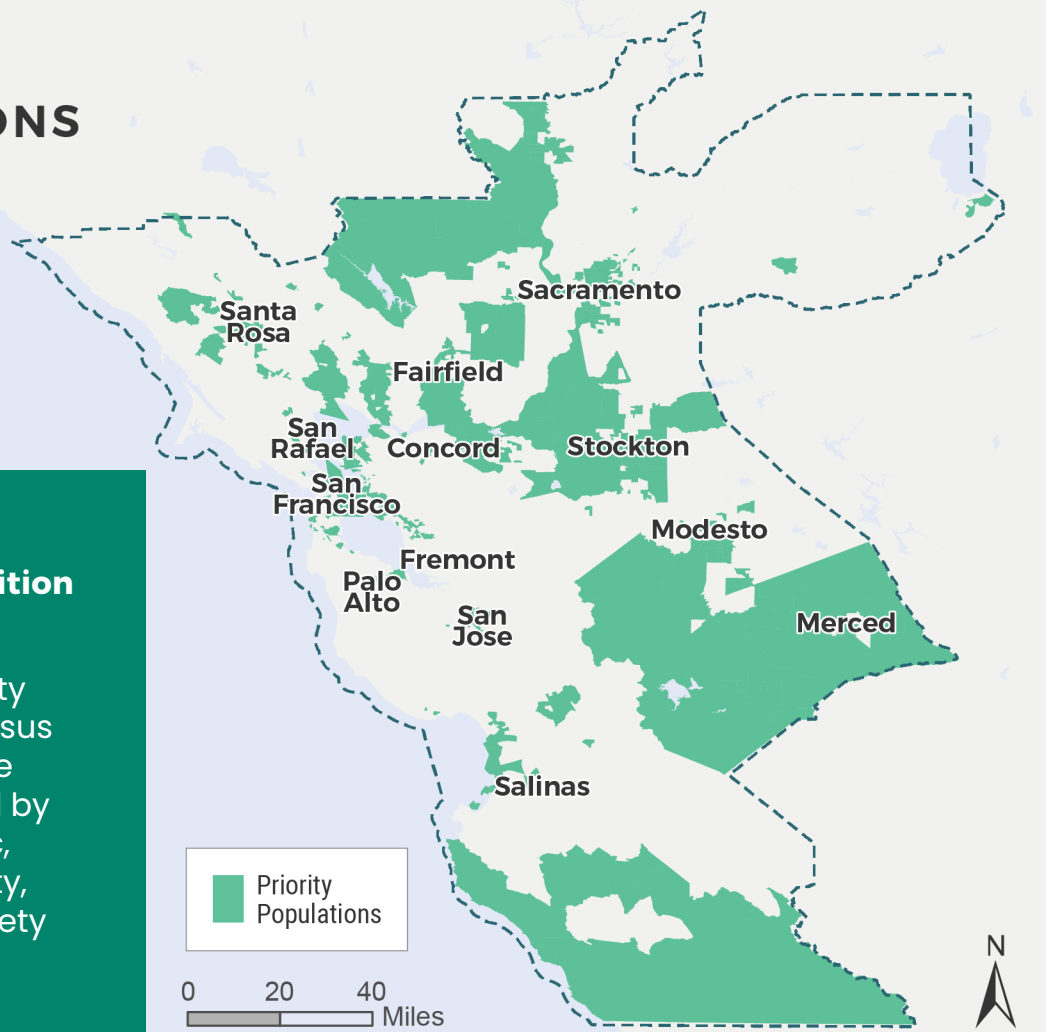 ONS
Sacramento
Santa
Rosa
Fairfield
San
Rafael
Concord
Stockton
San
Francisco
Modesto
Fremont
Palo
Alto
San
Jose
Merced
Salinas
ition
ty
sus
e
l by
c,
ty,
ety
Priority
Populations
0 20 40
Miles
N